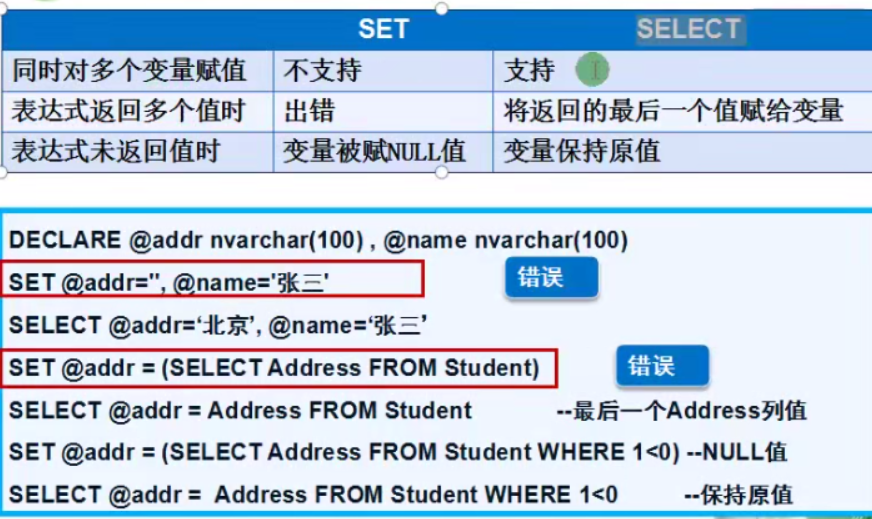 SET SELECT
同时对多个变量赋值 不支持 支持
表达式返回多个值时 出错 将返回的最后一个值赋给变量
表达式未返回值时 变量被赋NULL值 变量保持原值
DECLARE @addr nvarchar(100) , @name nvarchar(100)
SET @addr='', @name='张三' 错误
SELECT @addr=‘北京’, @name=‘张三’
SET @addr = (SELECT Address FROM Student) 错误
SELECT @addr = Address FROM Student --最后一个Address列值
SET @addr = (SELECT Address FROM Student WHERE 1<0) --NULL值
SELECT @addr = Address FROM Student WHERE 1<0 --保持原值